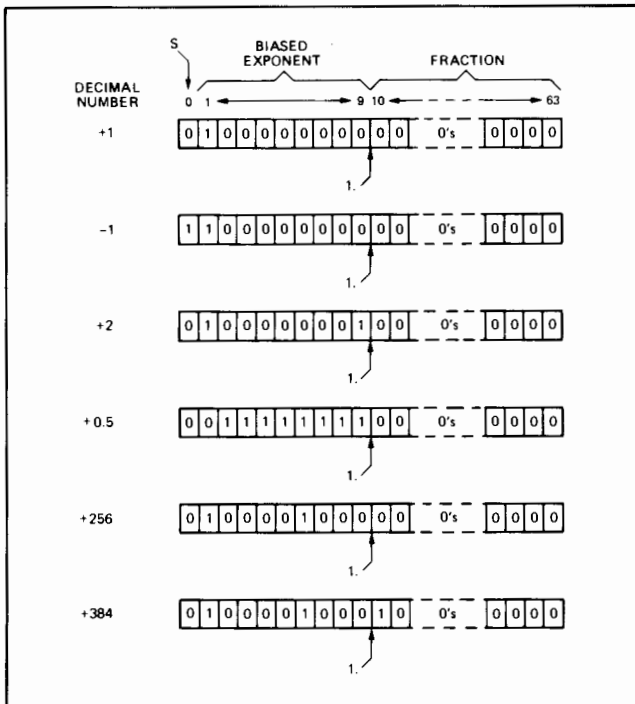 S
BIASED
EXPONENT
FRACTION
DECIMAL
NUMBER
0 1 9 10 63
+1 0 1 0 0 0 0 0 0 0 0 0 0 0's 0 0 0 0
1.
-1 1 1 0 0 0 0 0 0 0 0 0 0 0's 0 0 0 0
1.
+2 0 1 0 0 0 0 0 0 0 1 0 0 0's 0 0 0 0
1.
+0.5 0 0 1 1 1 1 1 1 1 1 0 0 0's 0 0 0 0
1.
+256 0 1 0 0 0 0 1 0 0 0 0 0 0's 0 0 0 0
1.
+384 0 1 0 0 0 0 1 0 0 0 1 0 0's 0 0 0 0
1.